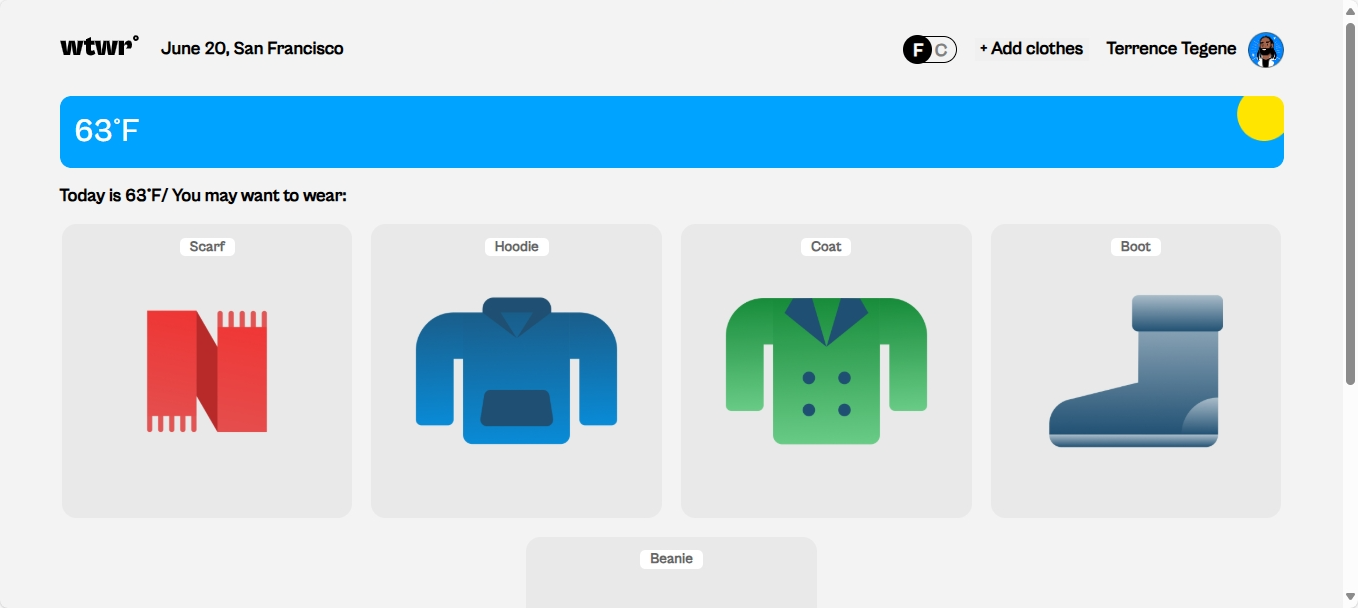 wtwr°
June 20, San Francisco
F C
+ Add clothes
Terrence Tegene
63°F
Today is 63°F/ You may want to wear:
Scarf
Hoodie
Coat
Boot
Beanie